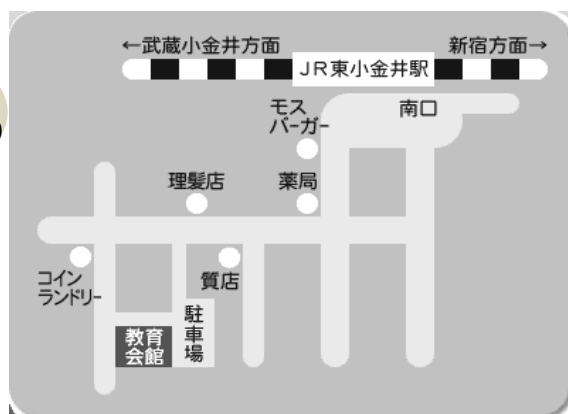 ←武蔵小金井方面
新宿方面→
JR東小金井駅
モス
バーガー
南口
理髪店
薬局
コイン
ランドリー
質店
駐車場
教育
会館